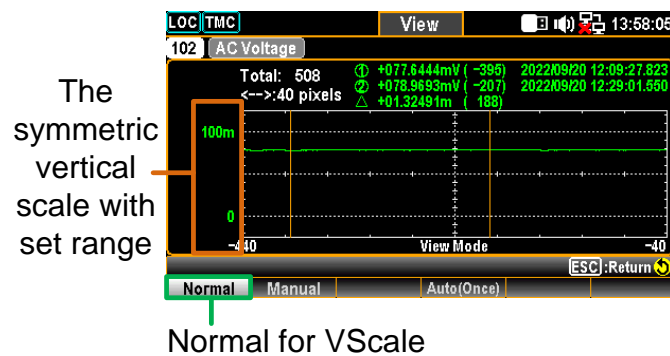 LOC TMC View 13:58:05
102 AC Voltage
Total: 508
<-->:40 pixels
① +077.6444mV ( -395) 2022/09/20 12:09:27.823
② +078.9693mV ( -207) 2022/09/20 12:29:01.550
△ +01.32491m ( 188)
The
symmetric
vertical
scale with
set range
100m
0
-440 View Mode -40
ESC :Return
Normal Manual Auto(Once)
Normal for VScale